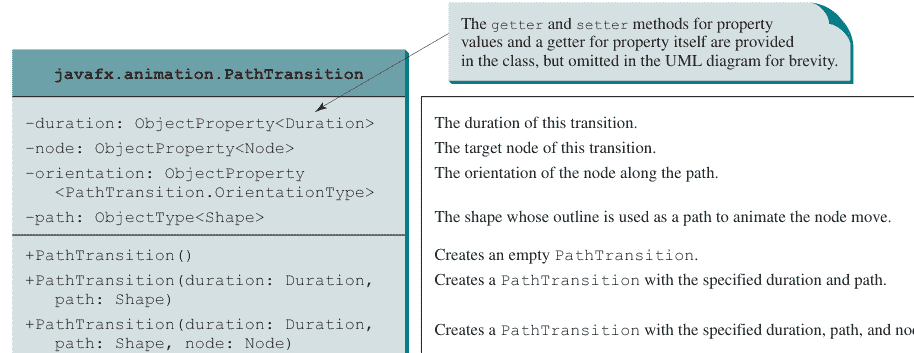 The getter and setter methods for property
values and a getter for property itself are provided
in the class, but omitted in the UML diagram for brevity.
javafx.animation.PathTransition
-duration: ObjectProperty<Duration>
The duration of this transition.
-node: ObjectProperty<Node>
The target node of this transition.
-orientation: ObjectProperty
<PathTransition.OrientationType>
The orientation of the node along the path.
-path: ObjectType<Shape>
The shape whose outline is used as a path to animate the node move.
+PathTransition()
Creates an empty PathTransition.
+PathTransition(duration: Duration,
path: Shape)
Creates a PathTransition with the specified duration and path.
+PathTransition(duration: Duration,
path: Shape, node: Node)
Creates a PathTransition with the specified duration, path, and